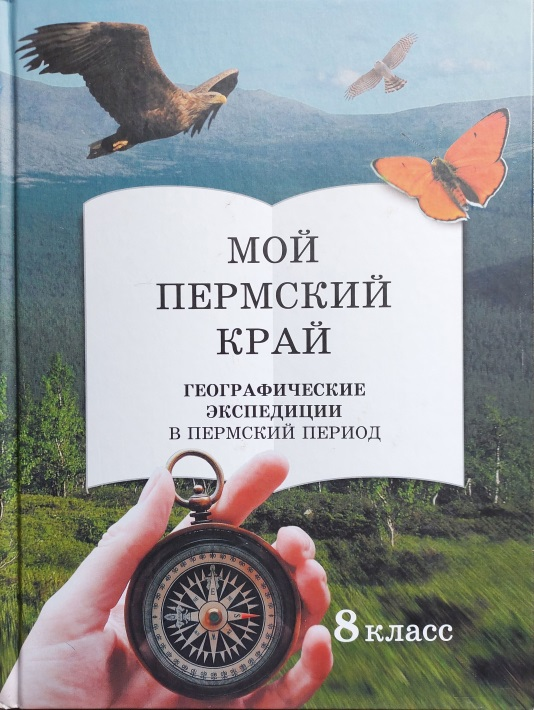 МОЙ
ПЕРМСКИЙ
КРАЙ
ГЕОГРАФИЧЕСКИЕ
ЭКСПЕДИЦИИ
В ПЕРМСКИЙ ПЕРИОД
8 класс